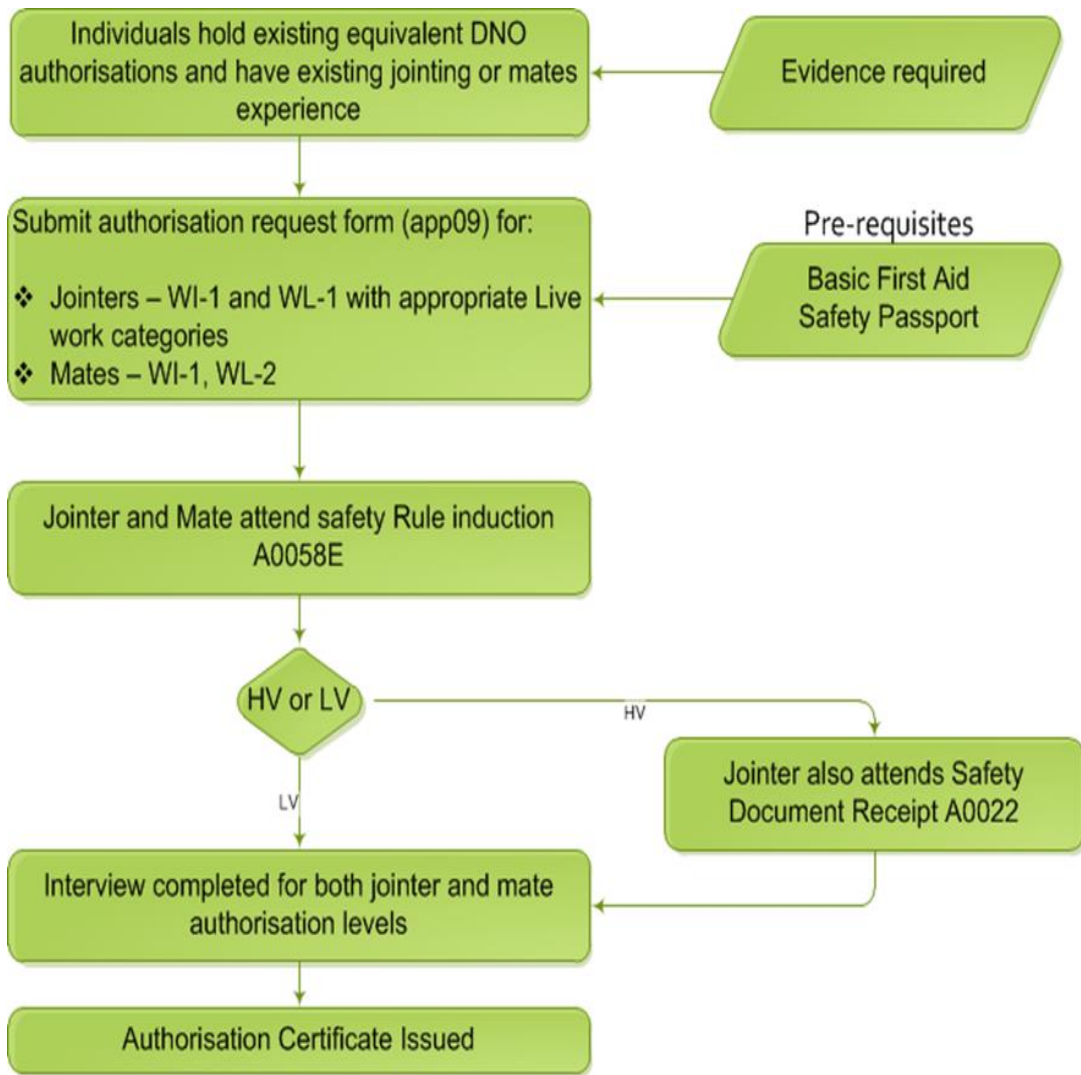 Individuals hold existing equivalent DNO
authorisations and have existing jointing or mates
experience
Evidence required
Submit authorisation request form (app09) for:
❖ Jointers – WI-1 and WL-1 with appropriate Live
work categories
❖ Mates – WI-1, WL-2
Pre-requisites
Basic First Aid
Safety Passport
Jointer and Mate attend safety Rule induction
A0058E
HV or LV
HV
LV
Jointer also attends Safety
Document Receipt A0022
Interview completed for both jointer and mate
authorisation levels
Authorisation Certificate Issued